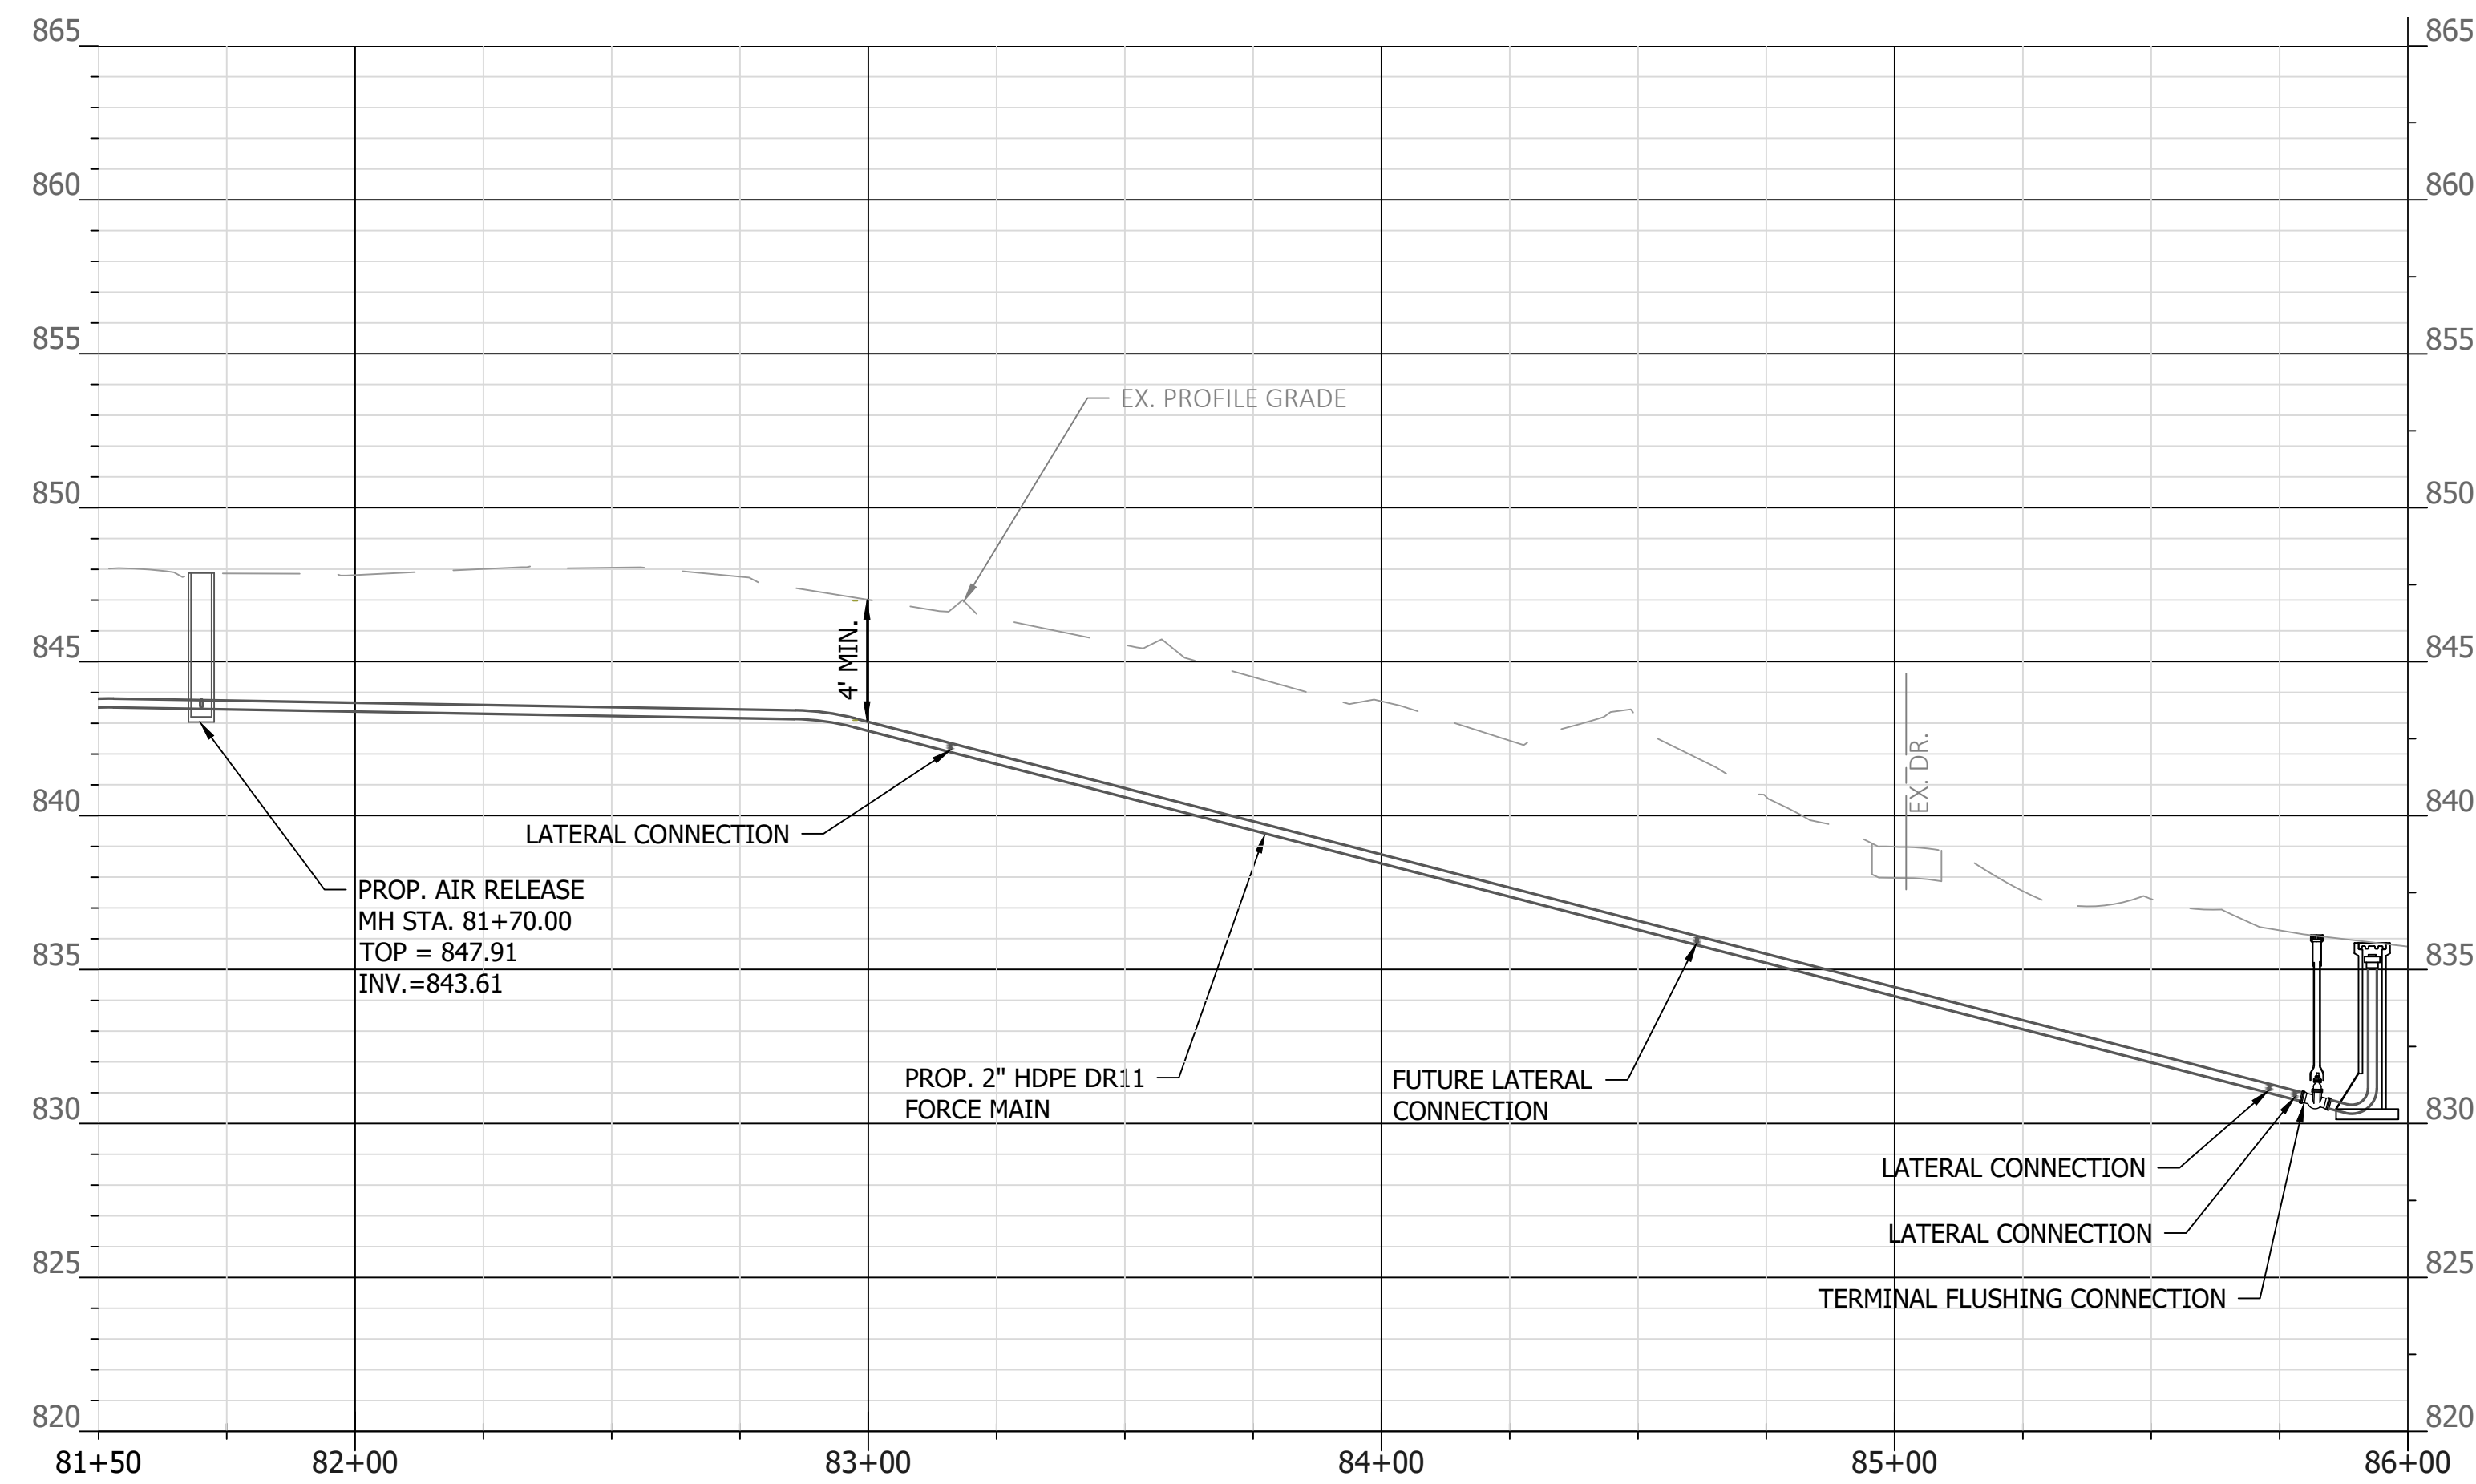 865
865
860
860
855
855
EX. PROFILE GRADE
850
850
4' MIN.
845
845
EX. DR.
840
840
LATERAL CONNECTION
PROP. AIR RELEASE
MH STA. 81+70.00
TOP = 847.91
INV.=843.61
835
835
PROP. 2" HDPE DR11
FORCE MAIN
FUTURE LATERAL
CONNECTION
830
830
LATERAL CONNECTION
LATERAL CONNECTION
825
825
TERMINAL FLUSHING CONNECTION
820
820
81+50
82+00
83+00
84+00
85+00
86+00